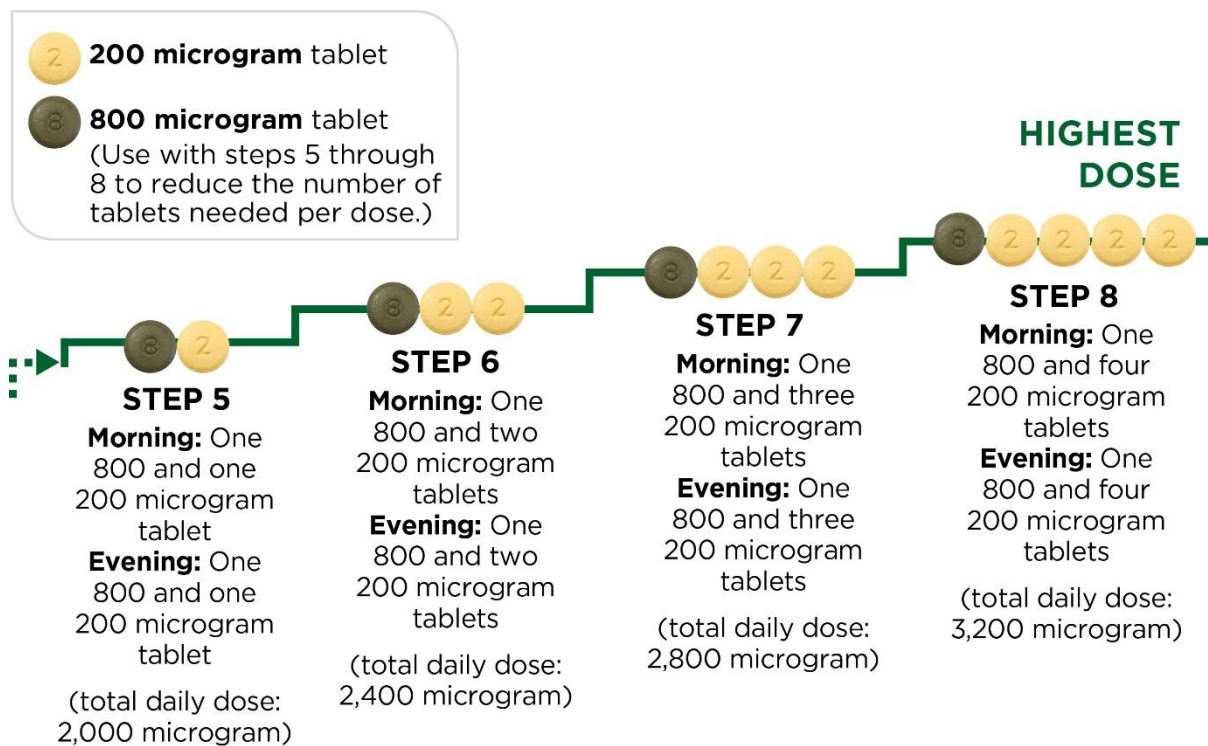 2 200 microgram tablet
8 800 microgram tablet
(Use with steps 5 through
8 to reduce the number of
tablets needed per dose.)
HIGHEST
DOSE
8 2
STEP 5
Morning: One
800 and one
200 microgram
tablet
Evening: One
800 and one
200 microgram
tablet
(total daily dose:
2,000 microgram)
8 2 2
STEP 6
Morning: One
800 and two
200 microgram
tablets
Evening: One
800 and two
200 microgram
tablets
(total daily dose:
2,400 microgram)
8 2 2 2
STEP 7
Morning: One
800 and three
200 microgram
tablets
Evening: One
800 and three
200 microgram
tablets
(total daily dose:
2,800 microgram)
8 2 2 2 2
STEP 8
Morning: One
800 and four
200 microgram
tablets
Evening: One
800 and four
200 microgram
tablets
(total daily dose:
3,200 microgram)